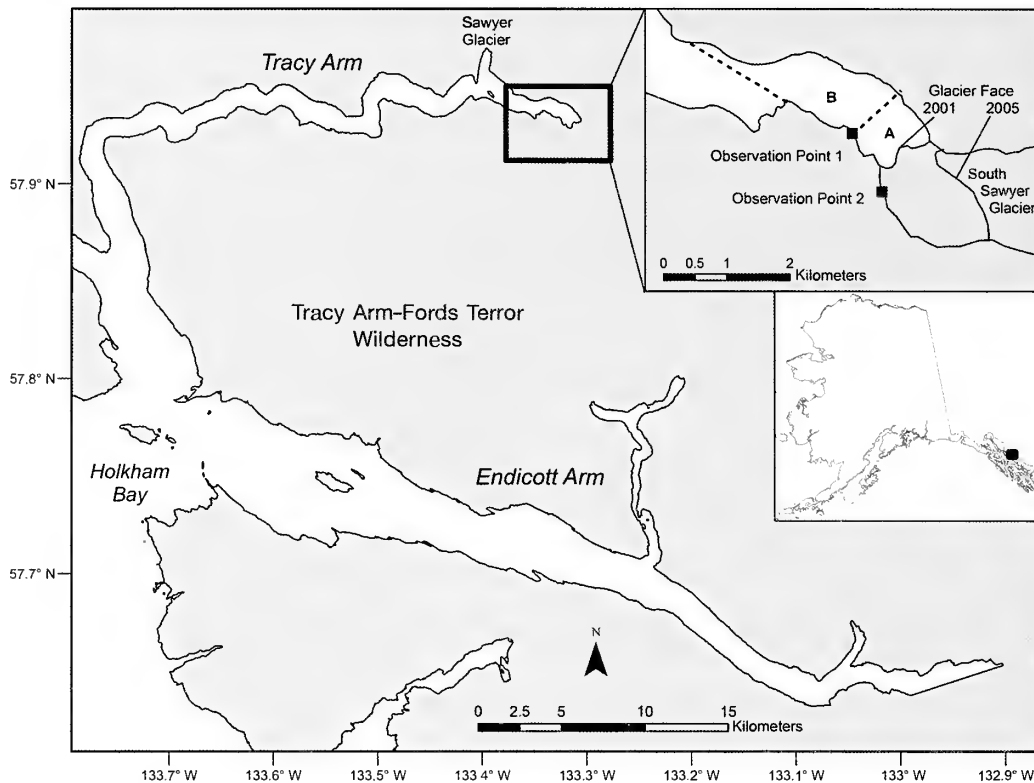 Sawyer
Glacier
Tracy Arm
B
A
Glacier Face
2001 2005
Observation Point 1
Observation Point 2
South
Sawyer
Glacier
0 0.5 1 2
Kilometers
57.9° N
Tracy Arm–Fords Terror
Wilderness
57.8° N
Holkham
Bay
Endicott Arm
57.7° N
N
0 2.5 5 10 15
Kilometers
133.7° W 133.6° W 133.5° W 133.4° W 133.3° W 133.2° W 133.1° W 133° W 132.9° W